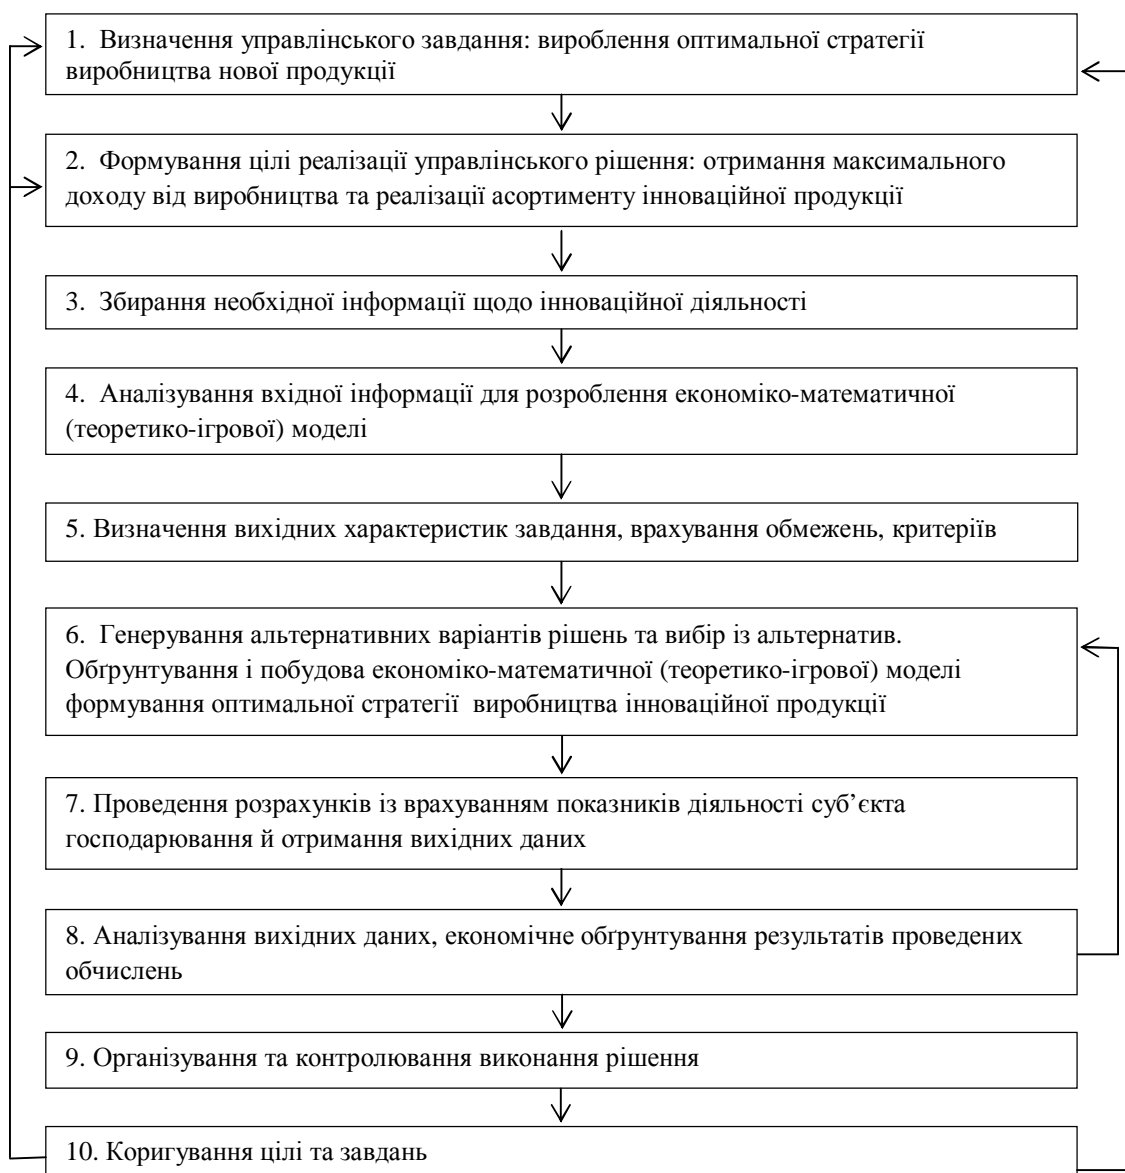 1. Визначення управлінського завдання: вироблення оптимальної стратегії
виробництва нової продукції
2. Формування цілі реалізації управлінського рішення: отримання максимального
доходу від виробництва та реалізації асортименту інноваційної продукції
3. Збирання необхідної інформації щодо інноваційної діяльності
4. Аналізування вхідної інформації для розроблення економіко-математичної
(теоретико-ігрової) моделі
5. Визначення вихідних характеристик завдання, врахування обмежень, критеріїв
6. Генерування альтернативних варіантів рішень та вибір із альтернатив.
Обґрунтування і побудова економіко-математичної (теоретико-ігрової) моделі
формування оптимальної стратегії виробництва інноваційної продукції
7. Проведення розрахунків із врахуванням показників діяльності суб’єкта
господарювання й отримання вихідних даних
8. Аналізування вихідних даних, економічне обґрунтування результатів проведених
обчислень
9. Організування та контролювання виконання рішення
10. Коригування цілі та завдань